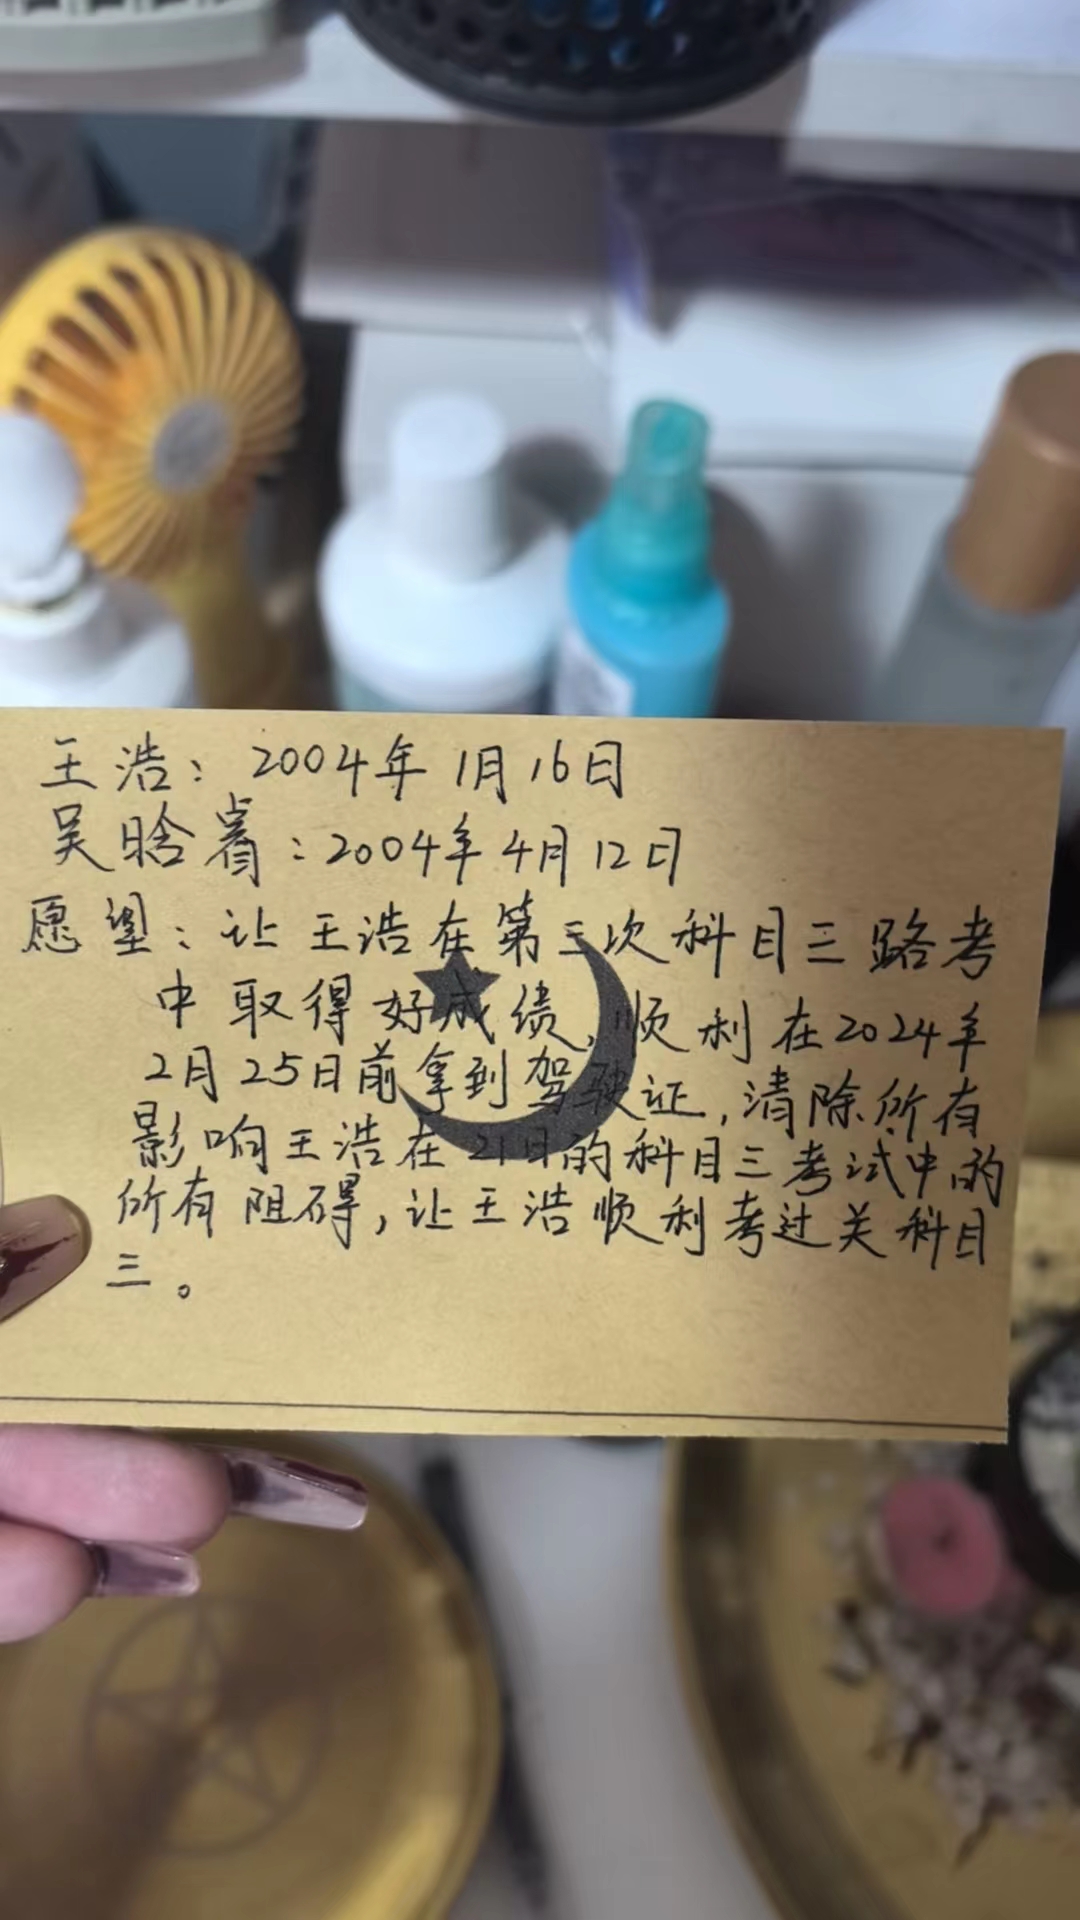 王浩：2004年1月16日
吴晗睿：2004年4月12日
愿望：让王浩在第三次科目三路考
中取得好成绩，顺利在2024年
2月25日前拿到驾驶证，清除所有
影响王浩在21日的科目三考试中的
所有阻碍，让王浩顺利考过关科目
三。